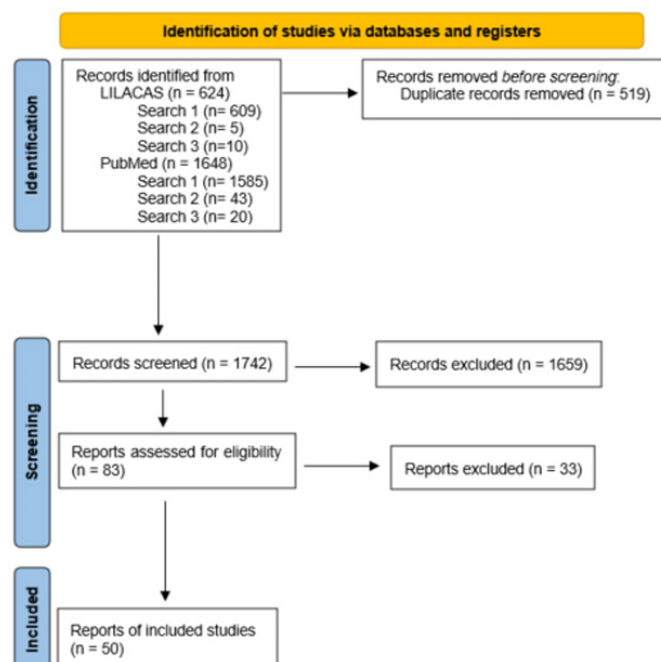 Identification of studies via databases and registers
Identification
Records identified from
LILACAS (n = 624)
Search 1 (n= 609)
Search 2 (n= 5)
Search 3 (n=10)
PubMed (n = 1648)
Search 1 (n= 1585)
Search 2 (n= 43)
Search 3 (n= 20)
Records removed before screening:
Duplicate records removed (n = 519)
Screening
Records screened (n = 1742)
Records excluded (n = 1659)
Reports assessed for eligibility
(n = 83)
Reports excluded (n = 33)
Included
Reports of included studies
(n = 50)